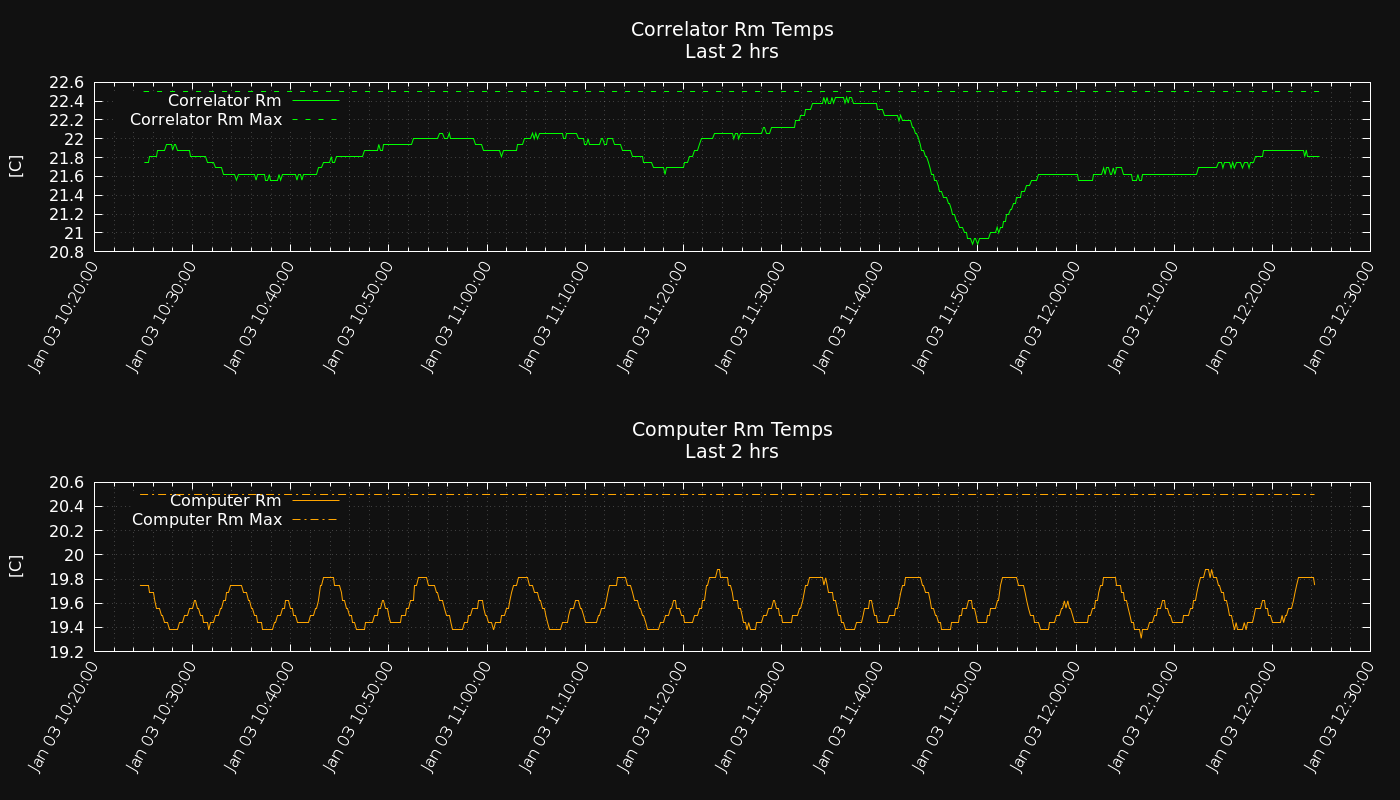 Correlator Rm Temps
Last 2 hrs
22.6
22.4
22.2
22
21.8
21.6
21.4
21.2
21
20.8
[C]
Correlator Rm
Correlator Rm Max
Jan 03 10:20:00
Jan 03 10:30:00
Jan 03 10:40:00
Jan 03 10:50:00
Jan 03 11:00:00
Jan 03 11:10:00
Jan 03 11:20:00
Jan 03 11:30:00
Jan 03 11:40:00
Jan 03 11:50:00
Jan 03 12:00:00
Jan 03 12:10:00
Jan 03 12:20:00
Jan 03 12:30:00
Computer Rm Temps
Last 2 hrs
20.6
20.4
20.2
20
19.8
19.6
19.4
19.2
[C]
Computer Rm
Computer Rm Max
Jan 03 10:20:00
Jan 03 10:30:00
Jan 03 10:40:00
Jan 03 10:50:00
Jan 03 11:00:00
Jan 03 11:10:00
Jan 03 11:20:00
Jan 03 11:30:00
Jan 03 11:40:00
Jan 03 11:50:00
Jan 03 12:00:00
Jan 03 12:10:00
Jan 03 12:20:00
Jan 03 12:30:00